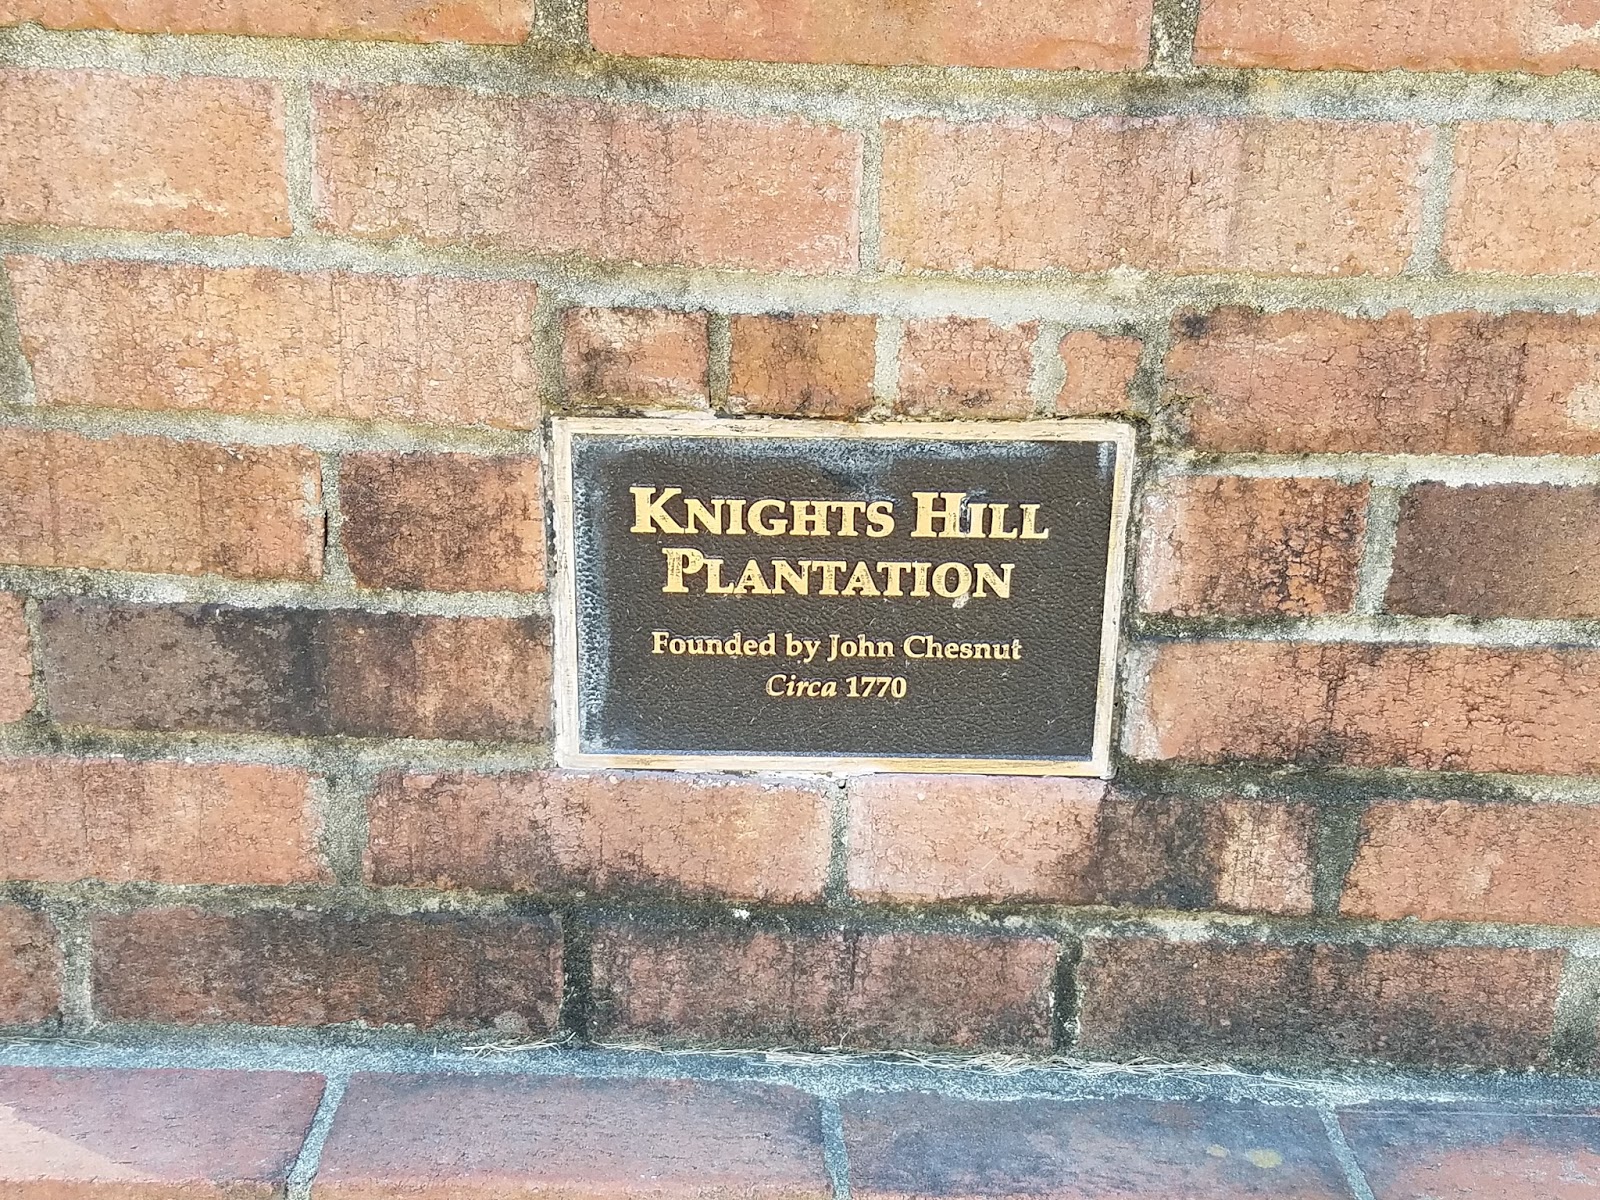 KNIGHTS HILL
PLANTATION
Founded by John Chesnut
Circa 1770